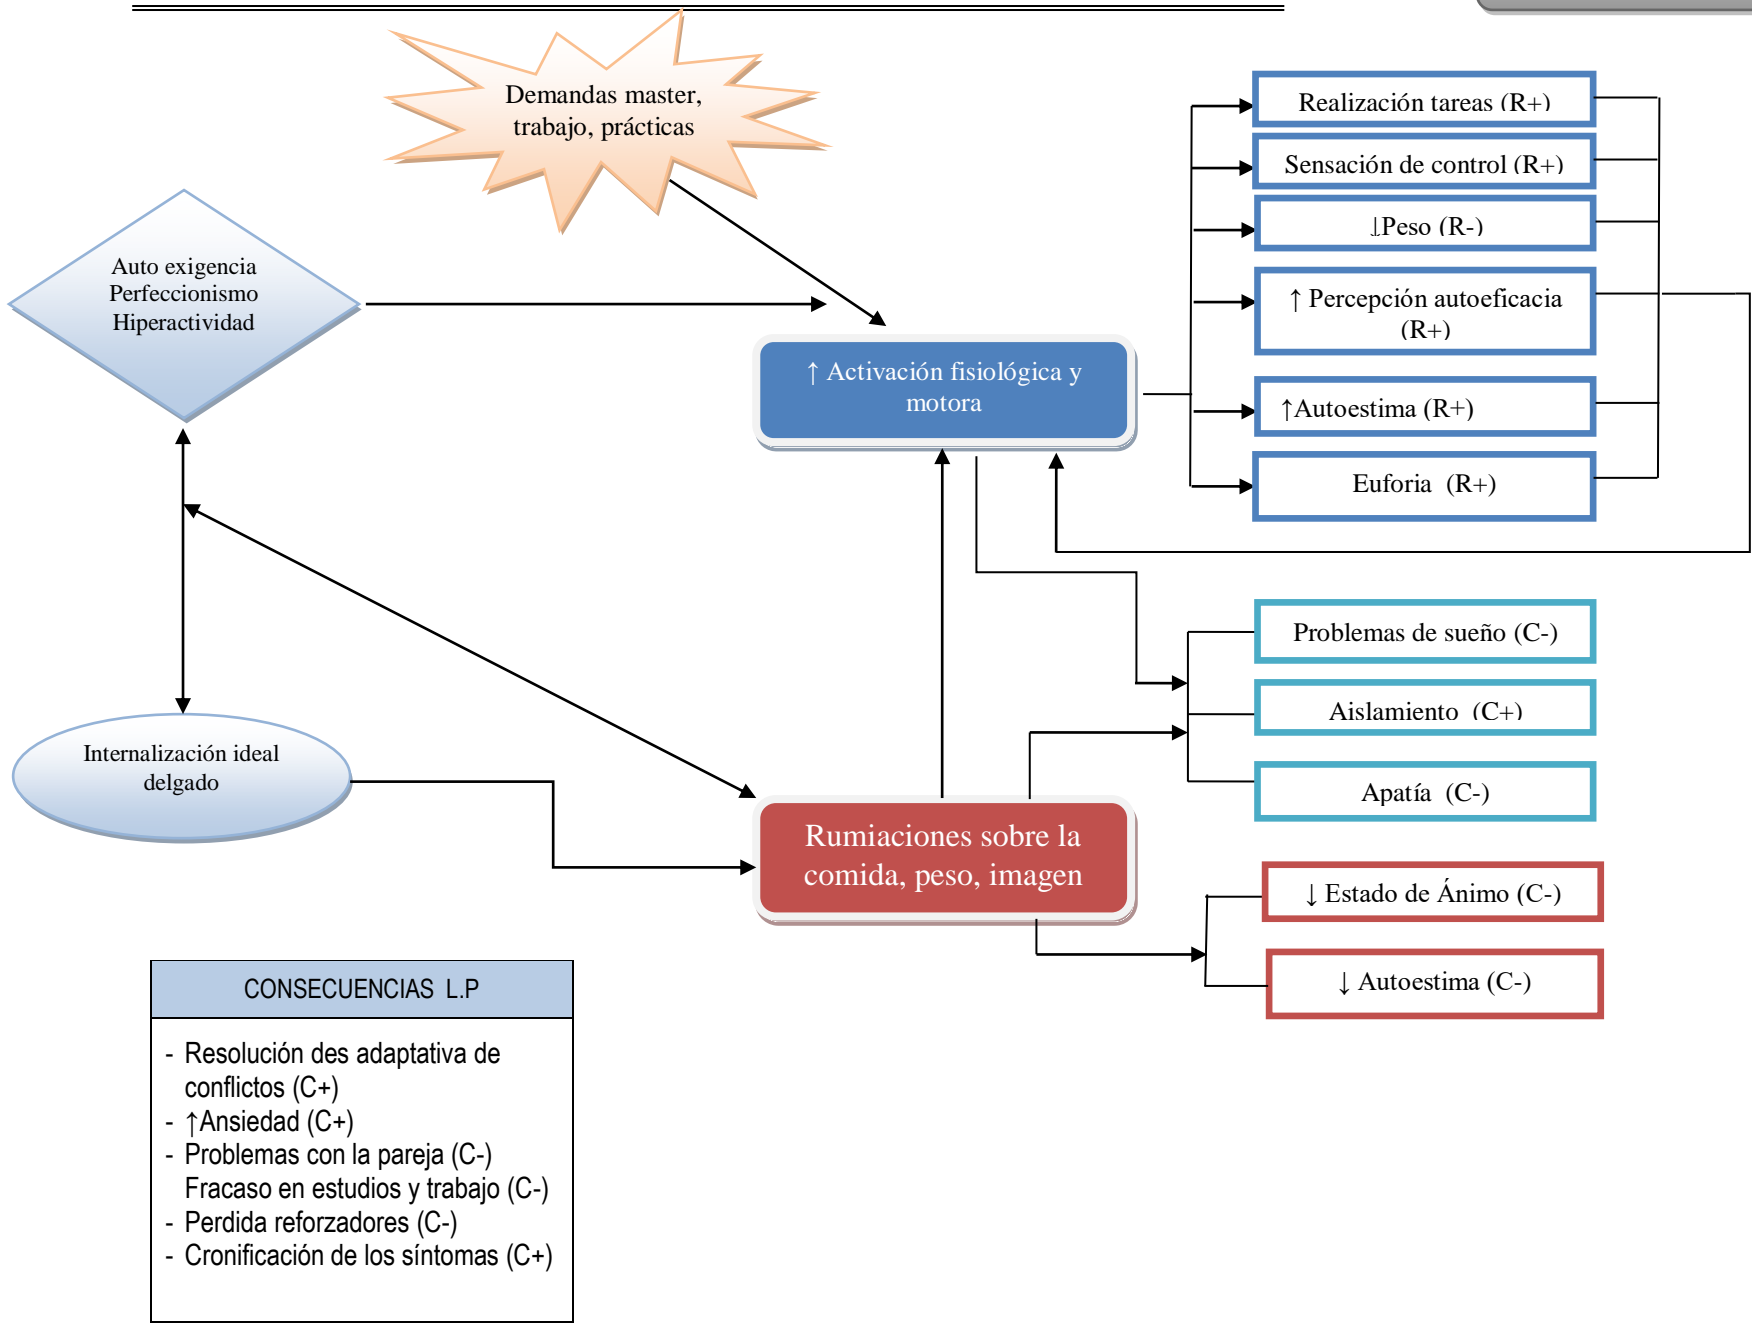 Demandas master,
trabajo, prácticas
Auto exigencia
Perfeccionismo
Hiperactividad
↑ Activación fisiológica y
motora
Realización tareas (R+)
Sensación de control (R+)
↓Peso (R-)
↑ Percepción autoeficacia
(R+)
↑Autoestima (R+)
Euforia (R+)
Problemas de sueño (C-)
Aislamiento (C+)
Apatía (C-)
Internalización ideal
delgado
Rumiaciones sobre la
comida, peso, imagen
↓ Estado de Ánimo (C-)
↓ Autoestima (C-)
CONSECUENCIAS L.P
- Resolución des adaptativa de
conflictos (C+)
- ↑Ansiedad (C+)
- Problemas con la pareja (C-)
Fracaso en estudios y trabajo (C-)
- Perdida reforzadores (C-)
- Cronificación de los síntomas (C+)